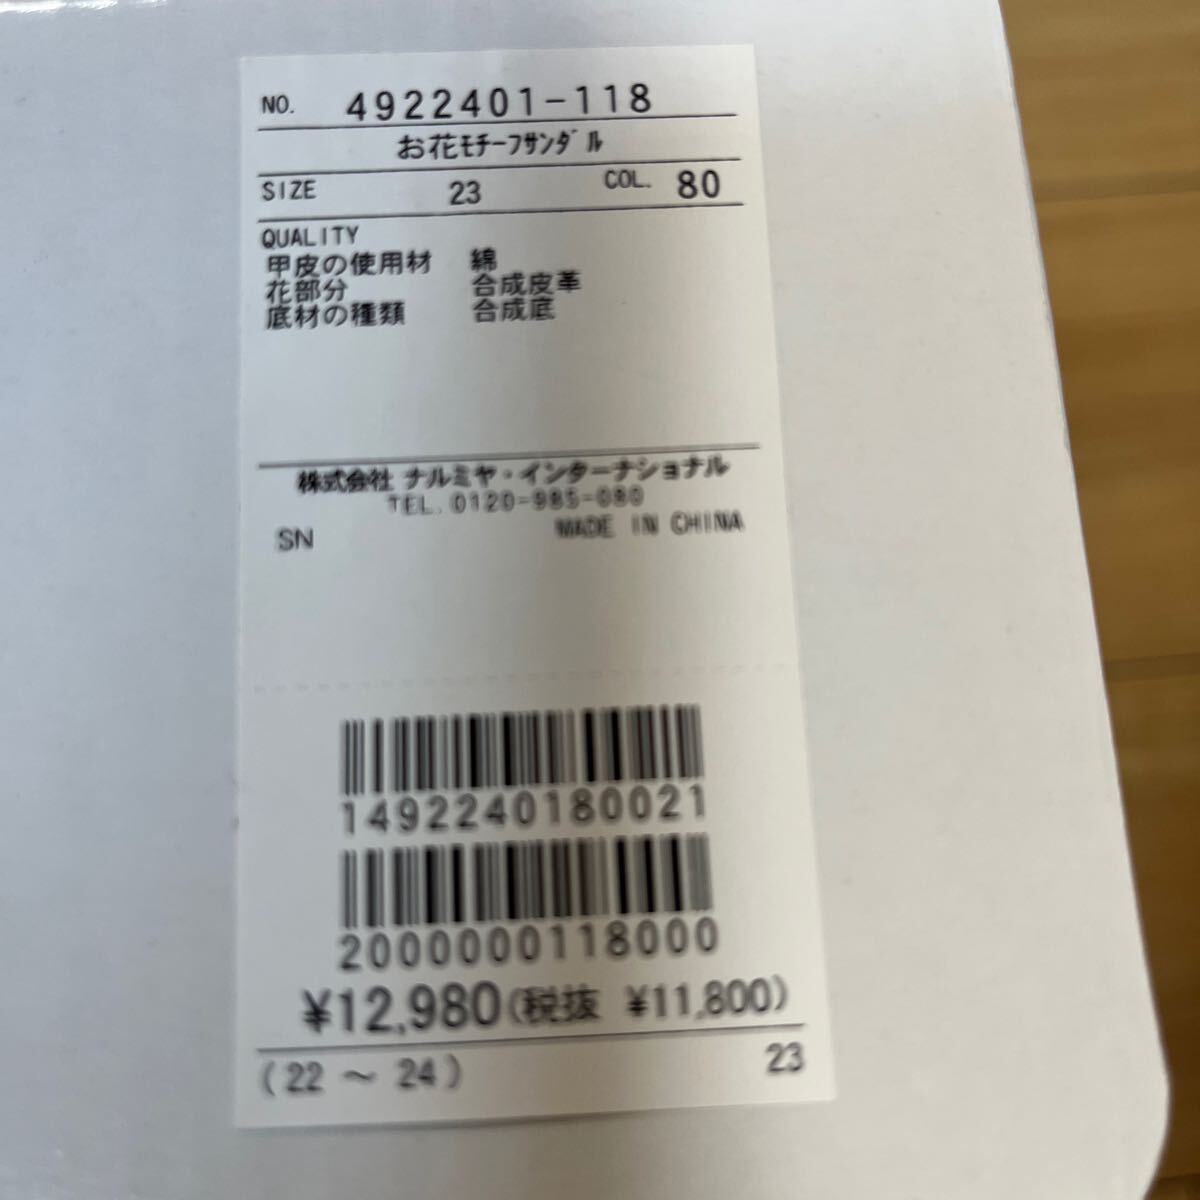 NO. 4922401-118
お花ﾓﾁｰﾌｻﾝﾀﾞﾙ
SIZE 23 COL. 80
QUALITY
甲皮の使用材 綿
花部分 合成皮革
底材の種類 合成底
株式会社 ナルミヤ・インターナショナル
TEL. 0120-985-080
SN MADE IN CHINA
1492240180021
2000000118000
¥12,980(税抜 ¥11,800)
(22 ～ 24) 23